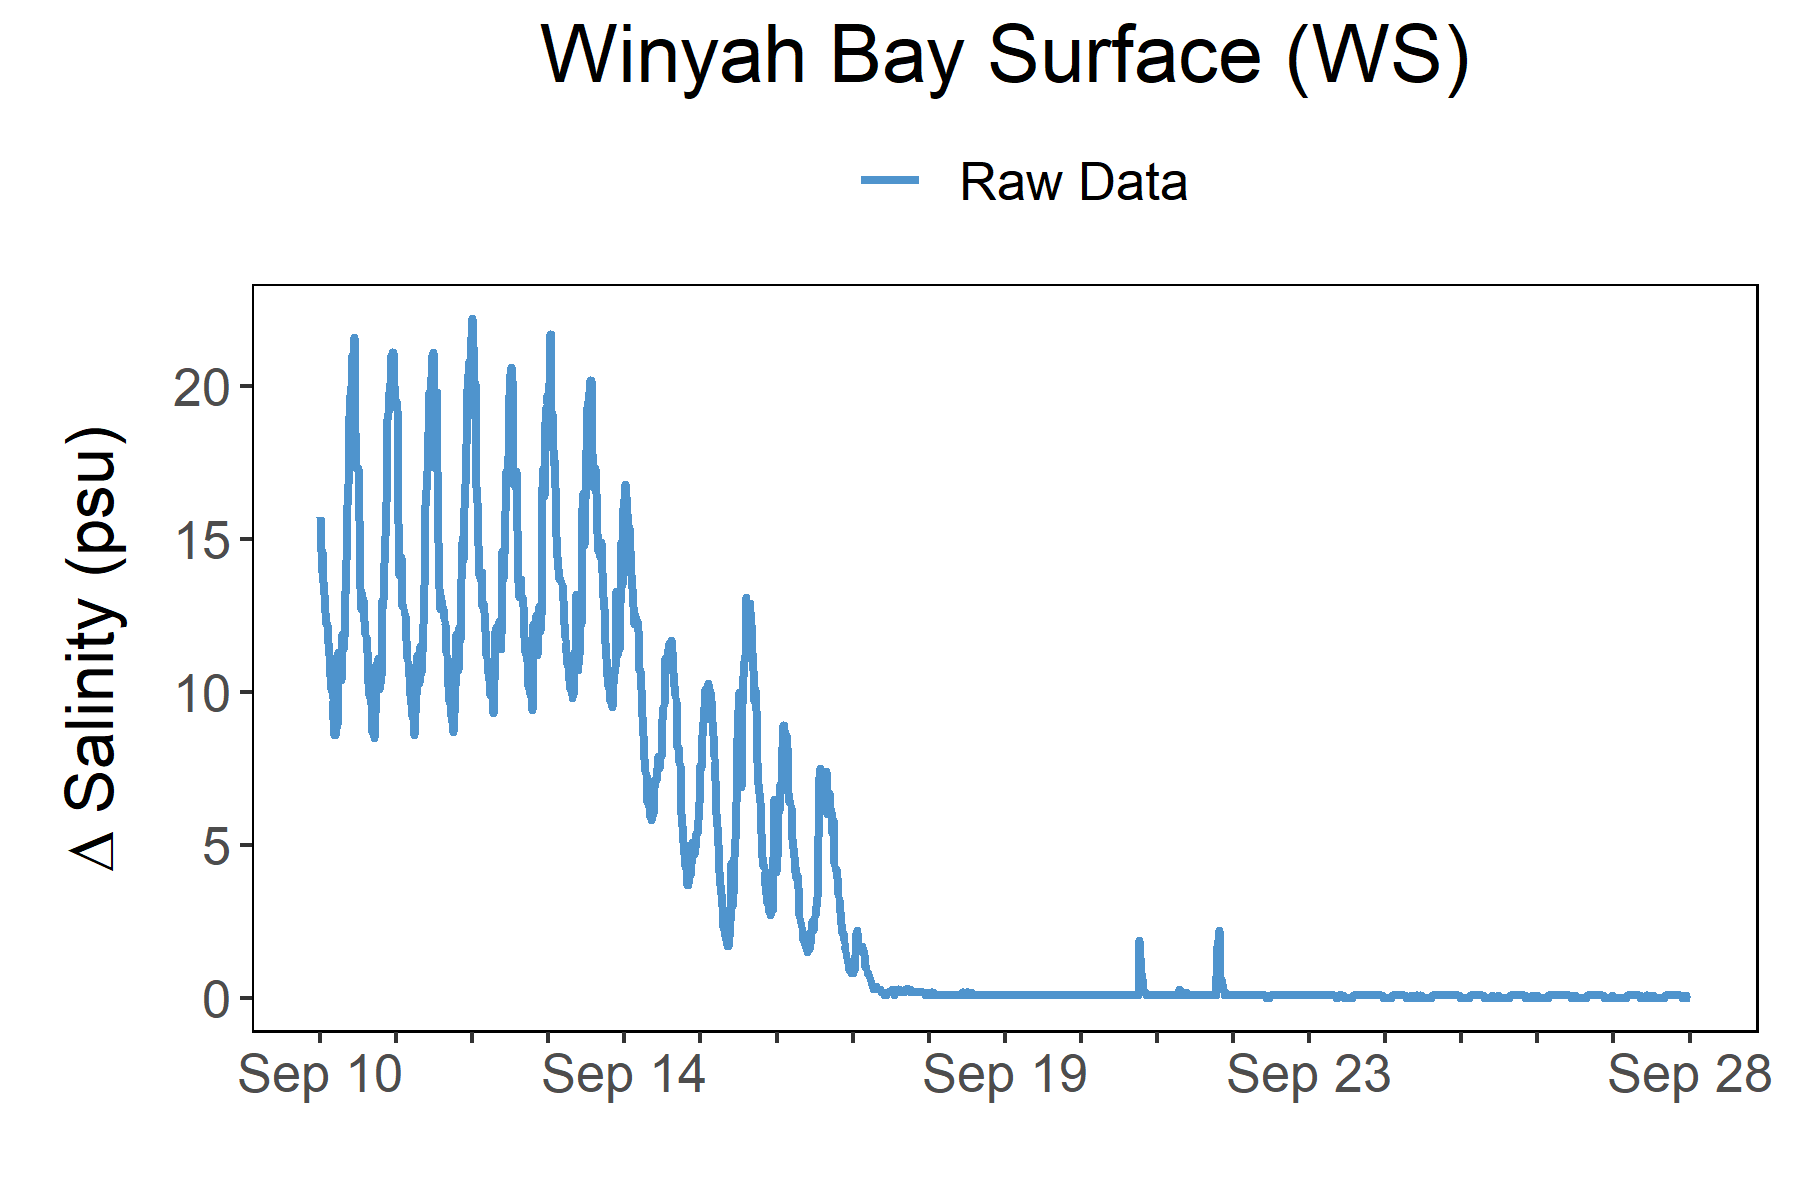 Winyah Bay Surface (WS)
Raw Data
Δ Salinity (psu)
20
15
10
5
0
Sep 10 Sep 14 Sep 19 Sep 23 Sep 28